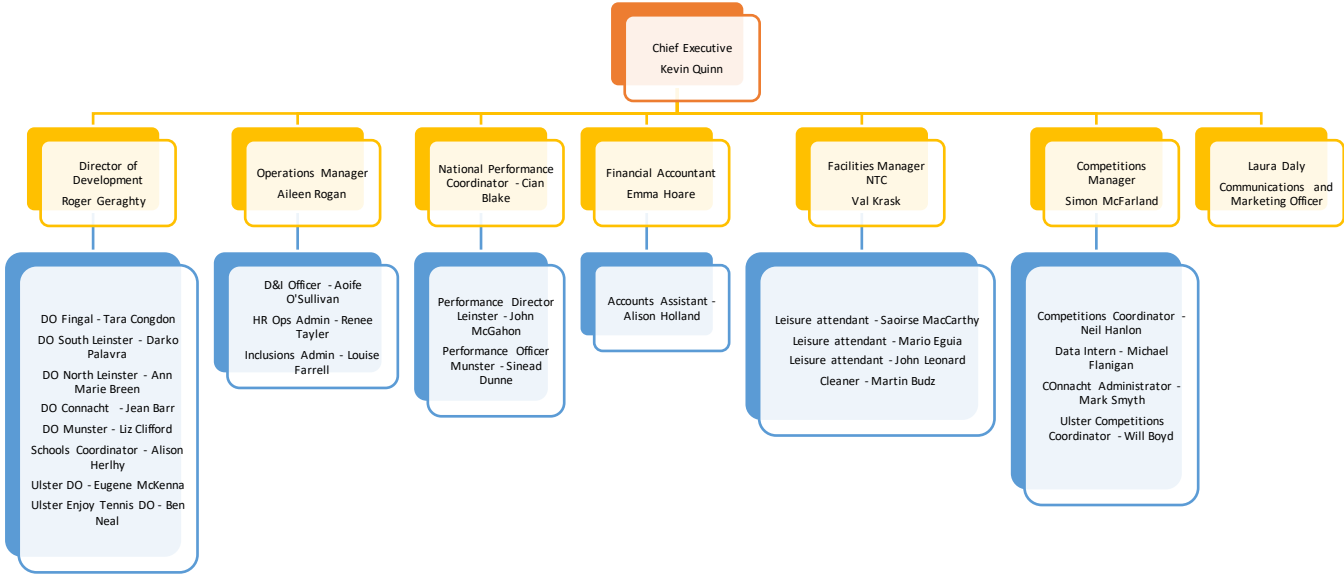 Chief Executive
Kevin Quinn
Director of
Development
Roger Geraghty
Operations Manager
Aileen Rogan
National Performance
Coordinator - Cian
Blake
Financial Accountant
Emma Hoare
Facilities Manager
NTC
Val Krask
Competitions
Manager
Simon McFarland
Laura Daly
Communications and
Marketing Officer
DO Fingal - Tara Congdon
DO South Leinster - Darko
Palavra
DO North Leinster - Ann
Marie Breen
DO Connacht - Jean Barr
DO Munster - Liz Clifford
Schools Coordinator - Alison
Herlhy
Ulster DO - Eugene McKenna
Ulster Enjoy Tennis DO - Ben
Neal
D&I Officer - Aoife
O'Sullivan
HR Ops Admin - Renee
Tayler
Inclusions Admin - Louise
Farrell
Performance Director
Leinster - John
McGahon
Performance Officer
Munster - Sinead
Dunne
Accounts Assistant -
Alison Holland
Leisure attendant - Saoirse MacCarthy
Leisure attendant - Mario Eguia
Leisure attendant - John Leonard
Cleaner - Martin Budz
Competitions Coordinator -
Neil Hanlon
Data Intern - Michael
Flanigan
COnnacht Administrator -
Mark Smyth
Ulster Competitions
Coordinator - Will Boyd